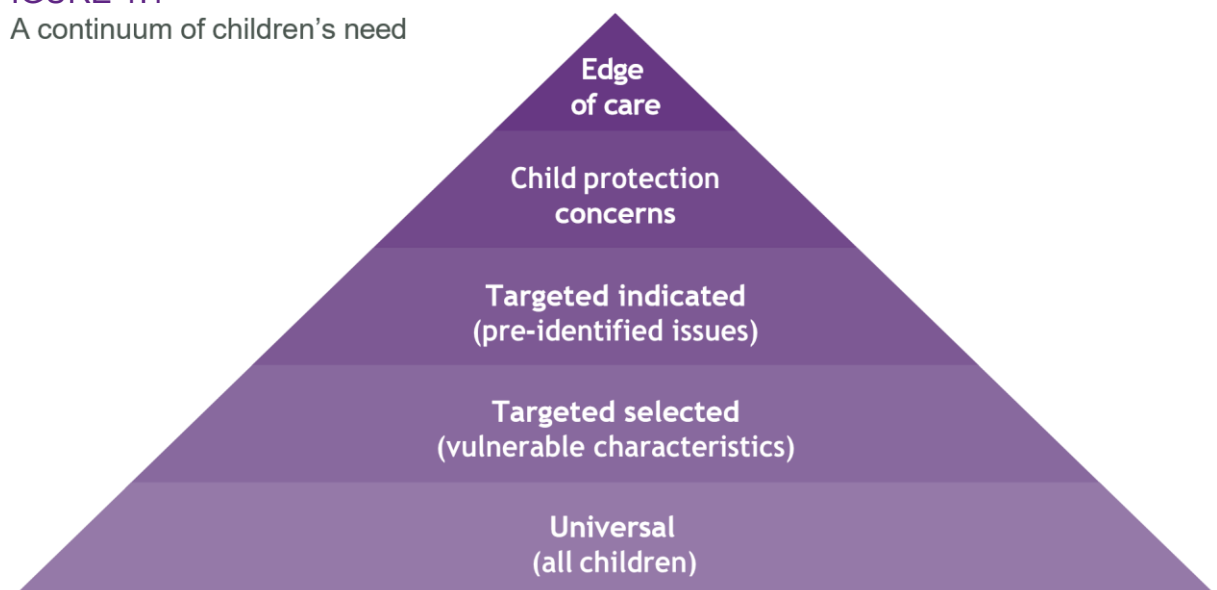 A continuum of children's need
Edge
of care
Child protection
concerns
Targeted indicated
(pre-identified issues)
Targeted selected
(vulnerable characteristics)
Universal
(all children)